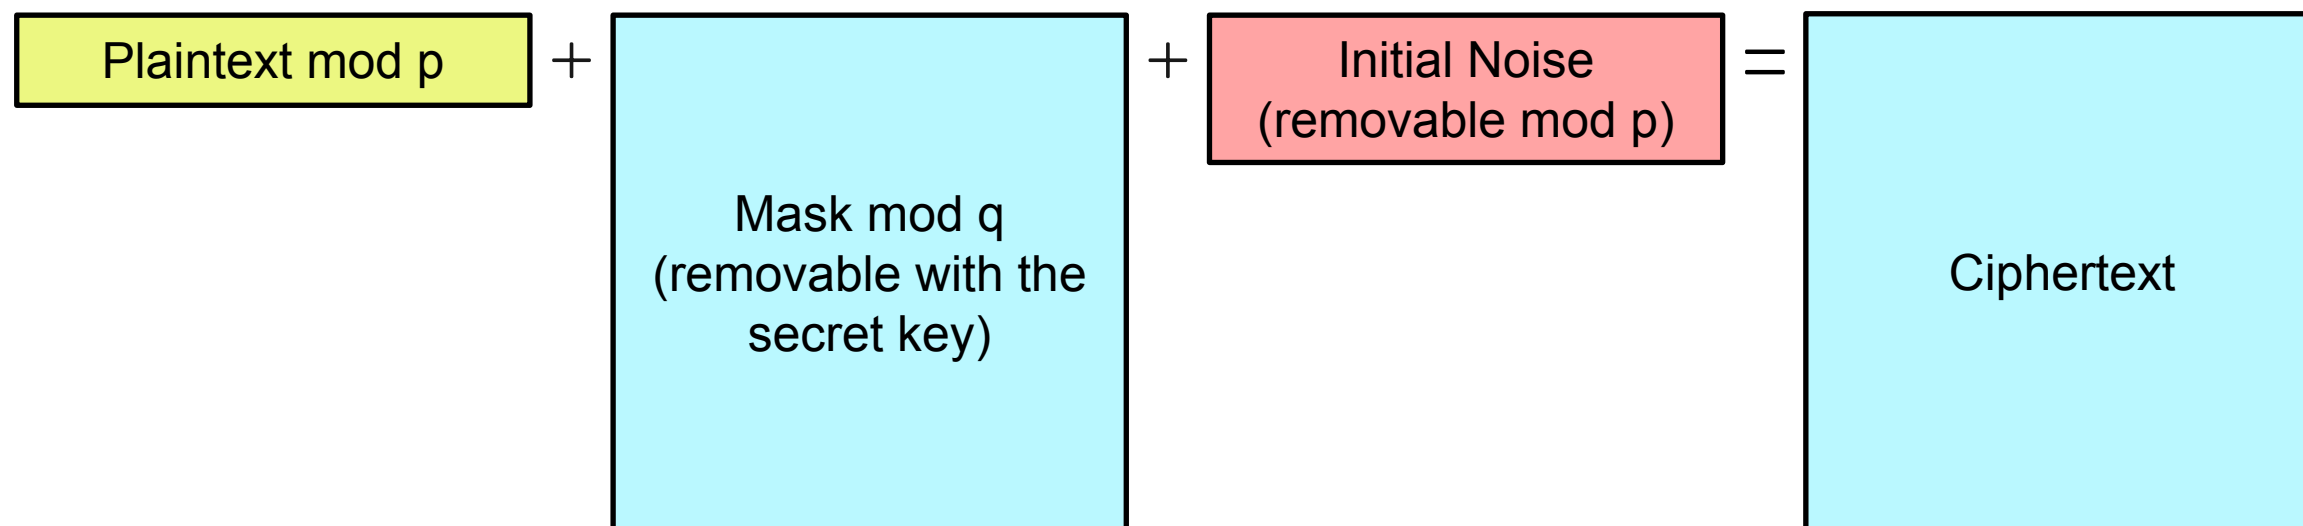 Plaintext mod p
+
Mask mod q
(removable with the
secret key)
+
Initial Noise
(removable mod p)
=
Ciphertext